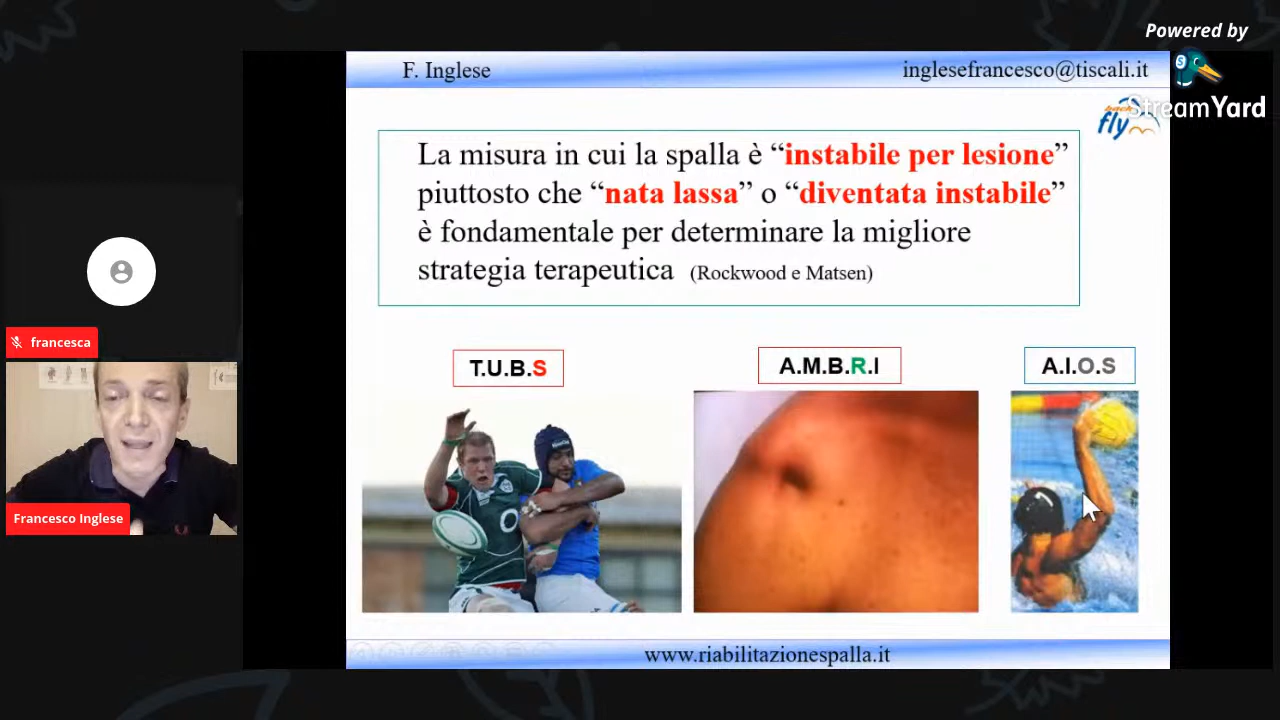 Powered by
StreamYard
F. Inglese
inglesefrancesco@tiscali.it
back
fly
La misura in cui la spalla è “instabile per lesione”
piuttosto che “nata lassa” o “diventata instabile”
è fondamentale per determinare la migliore
strategia terapeutica (Rockwood e Matsen)
T.U.B.S
A.M.B.R.I
A.I.O.S
francesca
Francesco Inglese
www.riabilitazionespalla.it